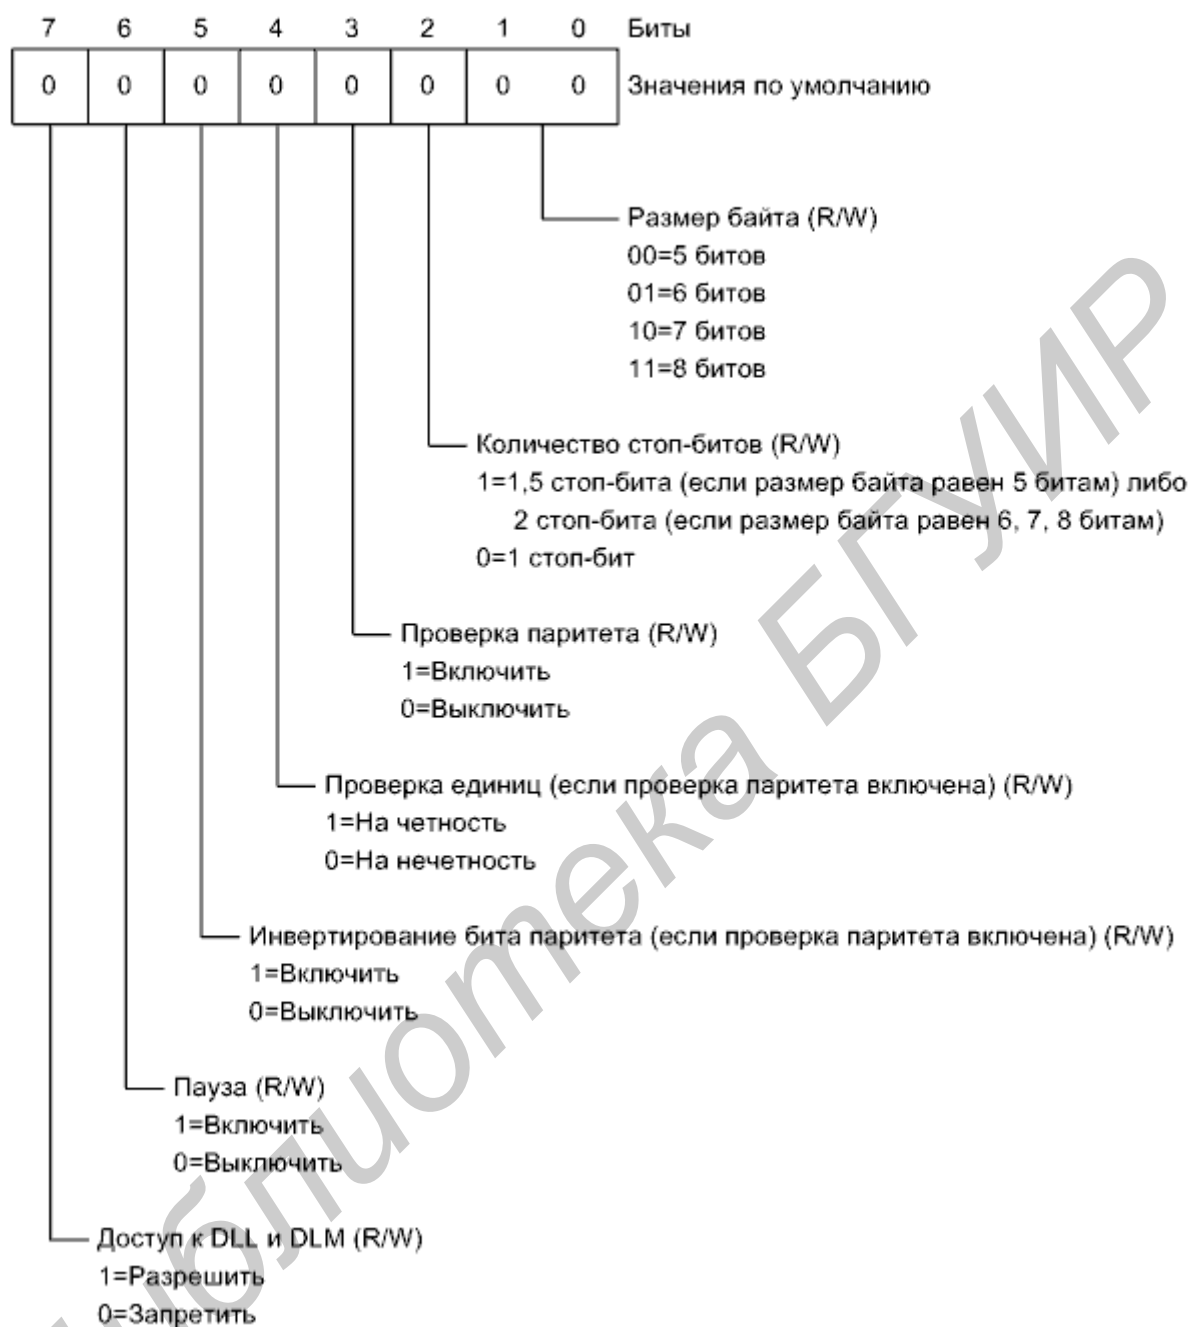 7 6 5 4 3 2 1 0 Биты
0 0 0 0 0 0 0 0 Значения по умолчанию
Размер байта (R/W)
00=5 битов
01=6 битов
10=7 битов
11=8 битов
Количество стоп-битов (R/W)
1=1,5 стоп-бита (если размер байта равен 5 битам) либо
2 стоп-бита (если размер байта равен 6, 7, 8 битам)
0=1 стоп-бит
Проверка паритета (R/W)
1=Включить
0=Выключить
Проверка единиц (если проверка паритета включена) (R/W)
1=На четность
0=На нечетность
Инвертирование бита паритета (если проверка паритета включена) (R/W)
1=Включить
0=Выключить
Пауза (R/W)
1=Включить
0=Выключить
Доступ к DLL и DLM (R/W)
1=Разрешить
0=Запретить
блиотека БГУИР